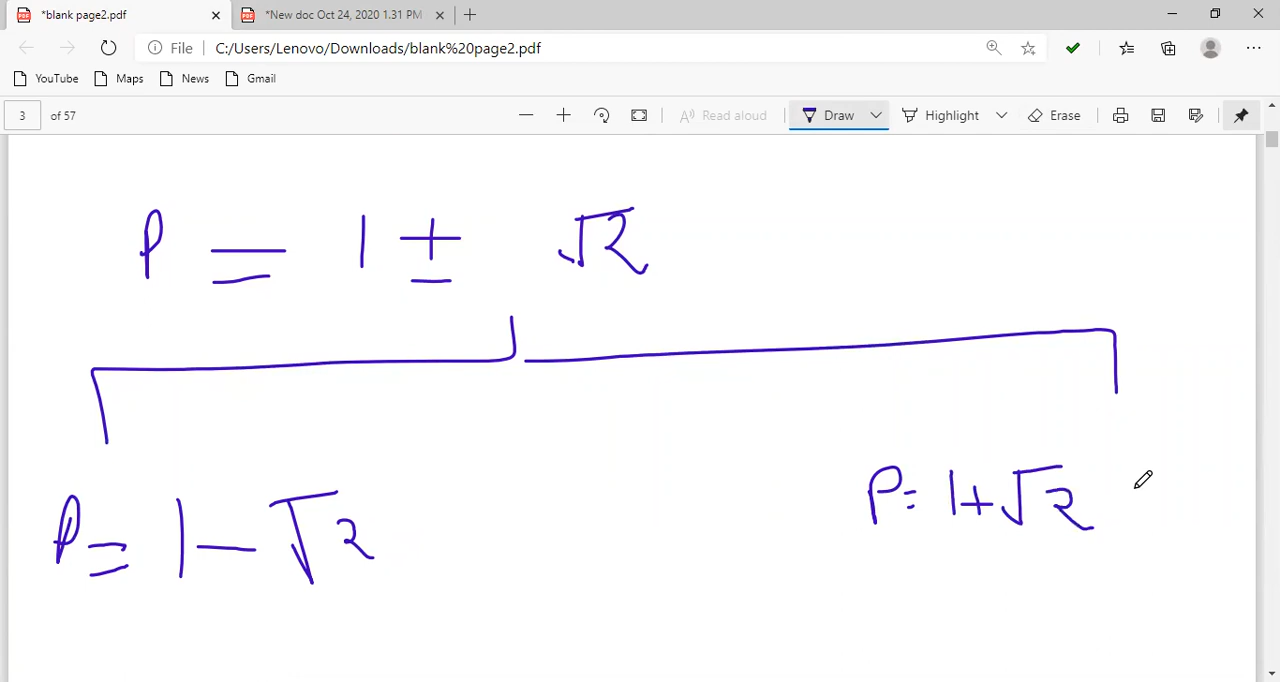 *blank page2.pdf
*New doc Oct 24, 2020 1.31 PM
File C:/Users/Lenovo/Downloads/blank%20page2.pdf
YouTube Maps News Gmail
3 of 57 Read aloud Draw Highlight Erase
P = 1 ± √2
P = 1 - √2
P = 1 + √2